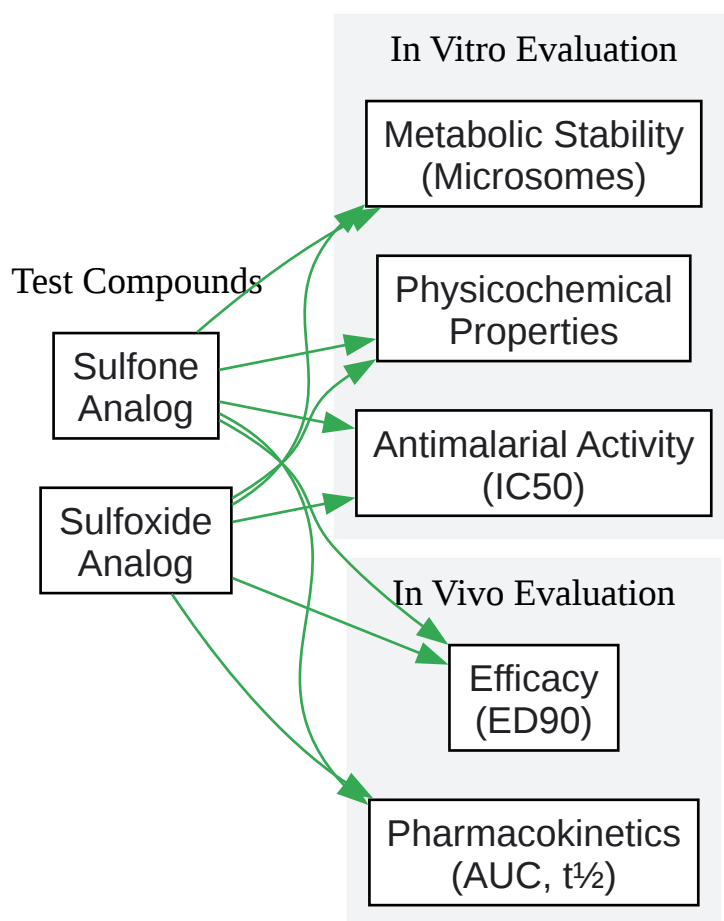 In Vitro Evaluation
Metabolic Stability
(Microsomes)
Test Compounds
Physicochemical
Properties
Sulfone
Analog
Antimalarial Activity
(IC50)
Sulfoxide
Analog
In Vivo Evaluation
Efficacy
(ED90)
Pharmacokinetics
(AUC, t½)